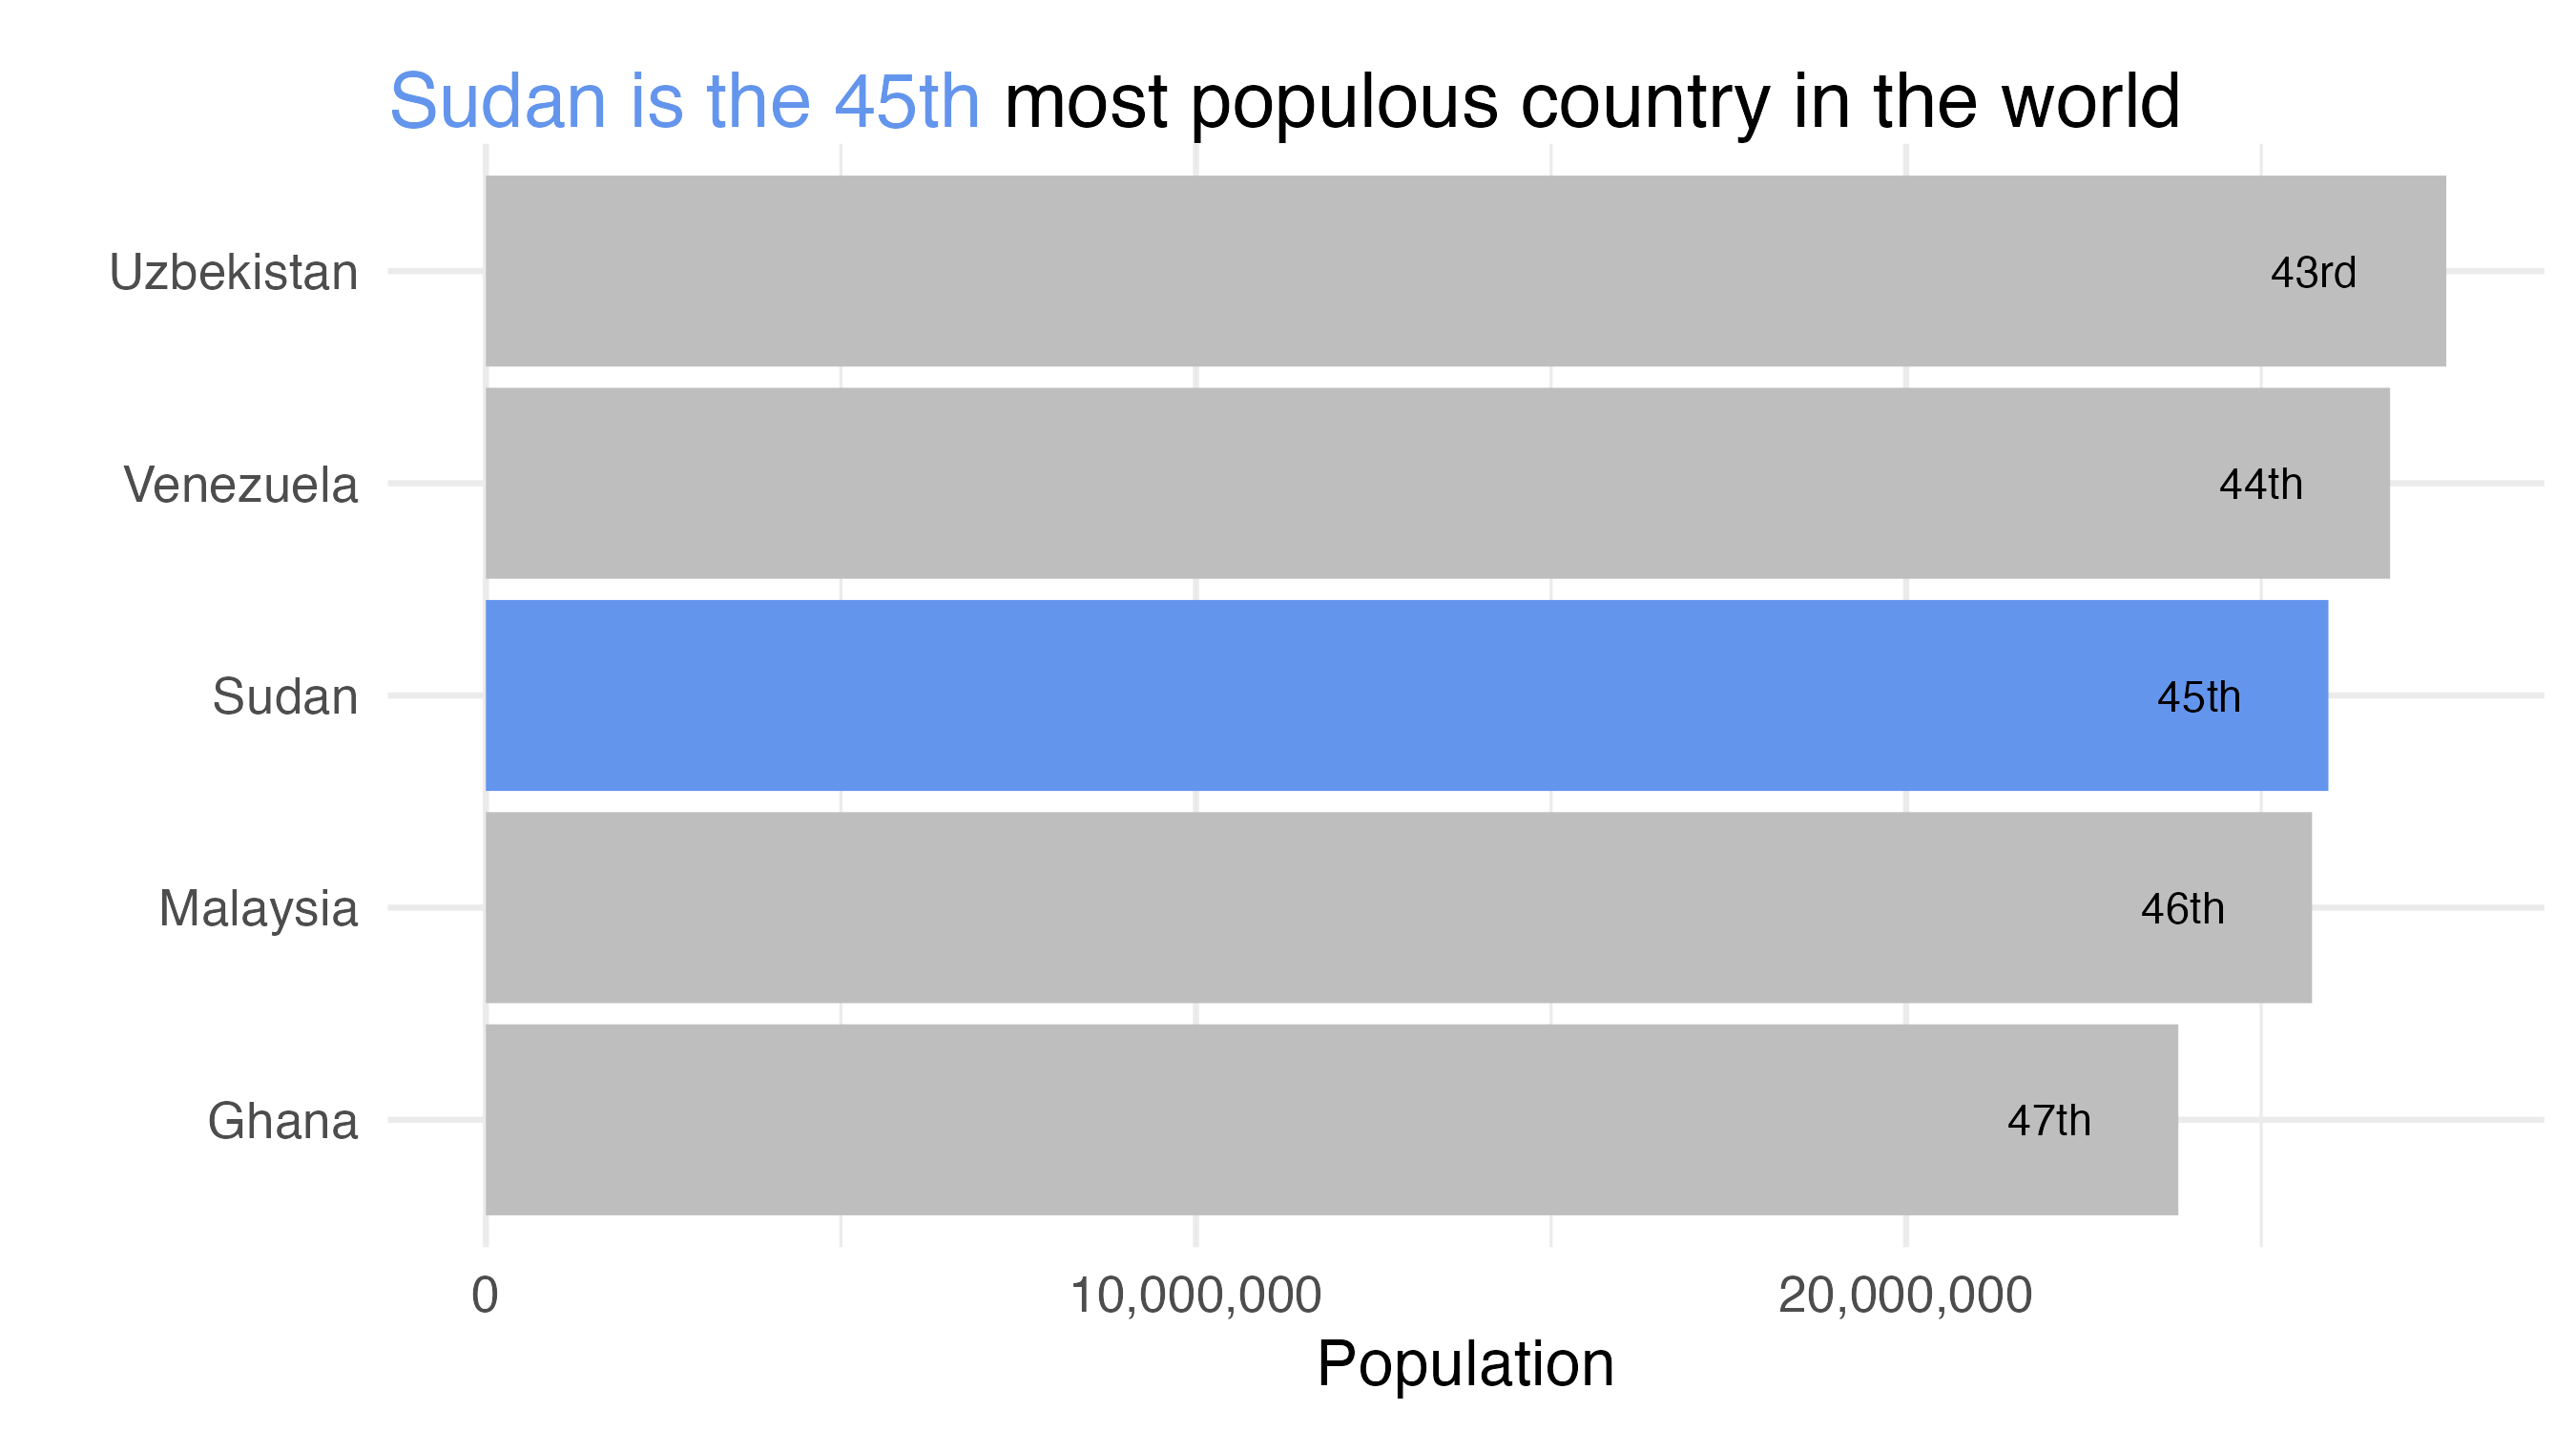 Sudan is the 45th most populous country in the world
Uzbekistan 43rd
Venezuela 44th
Sudan 45th
Malaysia 46th
Ghana 47th
0 10,000,000 20,000,000
Population